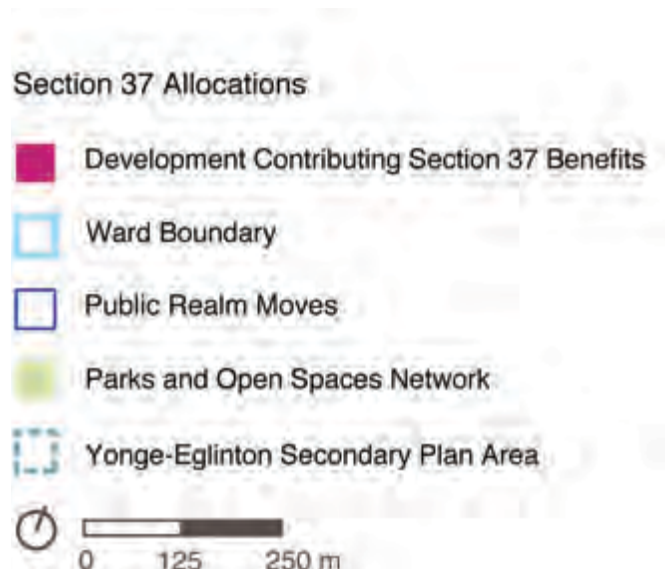 Section 37 Allocations
Development Contributing Section 37 Benefits
Ward Boundary
Public Realm Moves
Parks and Open Spaces Network
Yonge-Eglinton Secondary Plan Area
0 125 250 m